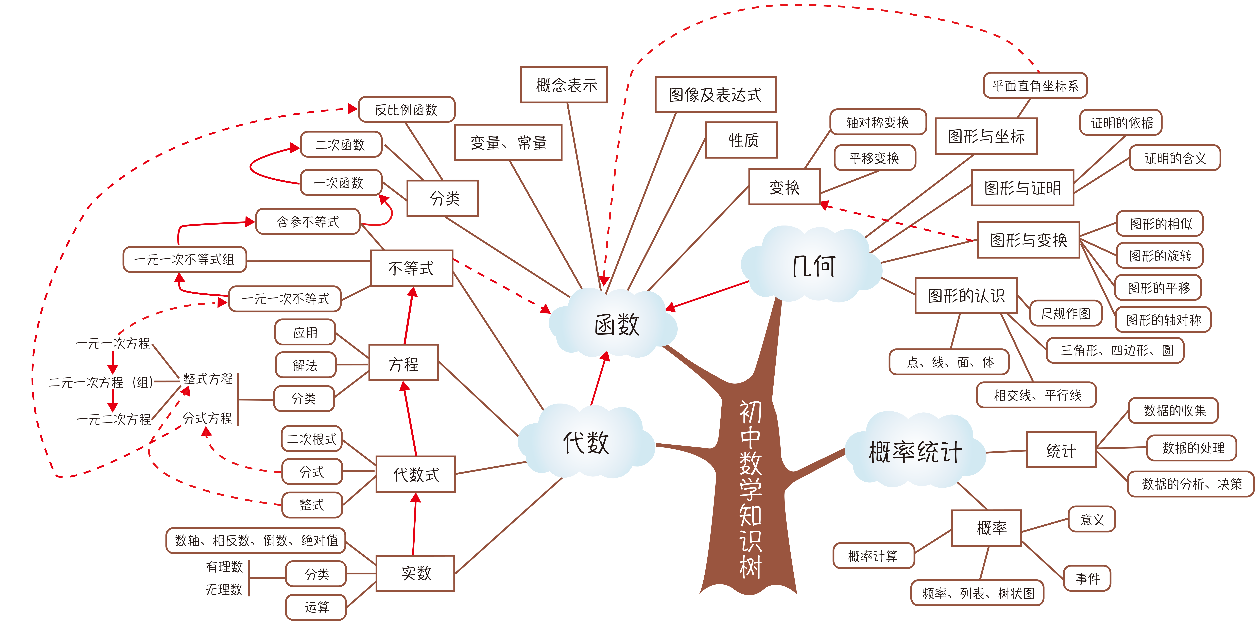 初中数学知识树
函数
概念表示
变量、常量
图像及表达式
性质
变换
轴对称变换
平移变换
分类
反比例函数
二次函数
一次函数
代数
不等式
含参不等式
一元一次不等式组
一元一次不等式
方程
应用
解法
分类
整式方程
分式方程
一元一次方程
二元一次方程（组）
一元二次方程
代数式
二次根式
分式
整式
实数
数轴、相反数、倒数、绝对值
分类
有理数
无理数
运算
几何
图形与坐标
平面直角坐标系
图形与证明
证明的依据
证明的含义
图形与变换
图形的相似
图形的旋转
图形的平移
图形的轴对称
图形的认识
尺规作图
三角形、四边形、圆
点、线、面、体
相交线、平行线
概率统计
统计
数据的收集
数据的处理
数据的分析、决策
概率
意义
事件
概率计算
频率、列表、树状图